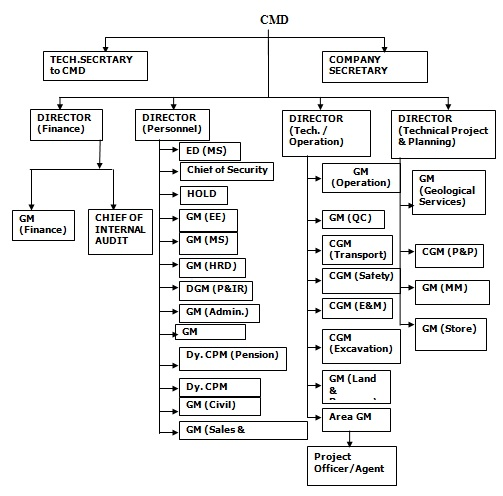 CMD
TECH.SECRTARY
to CMD
COMPANY
SECRETARY
DIRECTOR
(Finance)
DIRECTOR
(Personnel)
DIRECTOR
(Tech. /
Operation)
DIRECTOR
(Technical Project
& Planning)
GM
(Finance)
CHIEF OF
INTERNAL
AUDIT
ED (MS)
Chief of Security
HOLD
GM (EE)
GM (MS)
GM (HRD)
DGM (P&IR)
GM (Admin.)
GM
Dy. CPM (Pension)
Dy. CPM
GM (Civil)
GM (Sales &
GM
(Operation)
GM (QC)
CGM
(Transport)
CGM (Safety)
CGM (E&M)
CGM
(Excavation)
GM (Land
&
Area GM
Project
Officer/Agent
GM
(Geological
Services)
CGM (P&P)
GM (MM)
GM (Store)